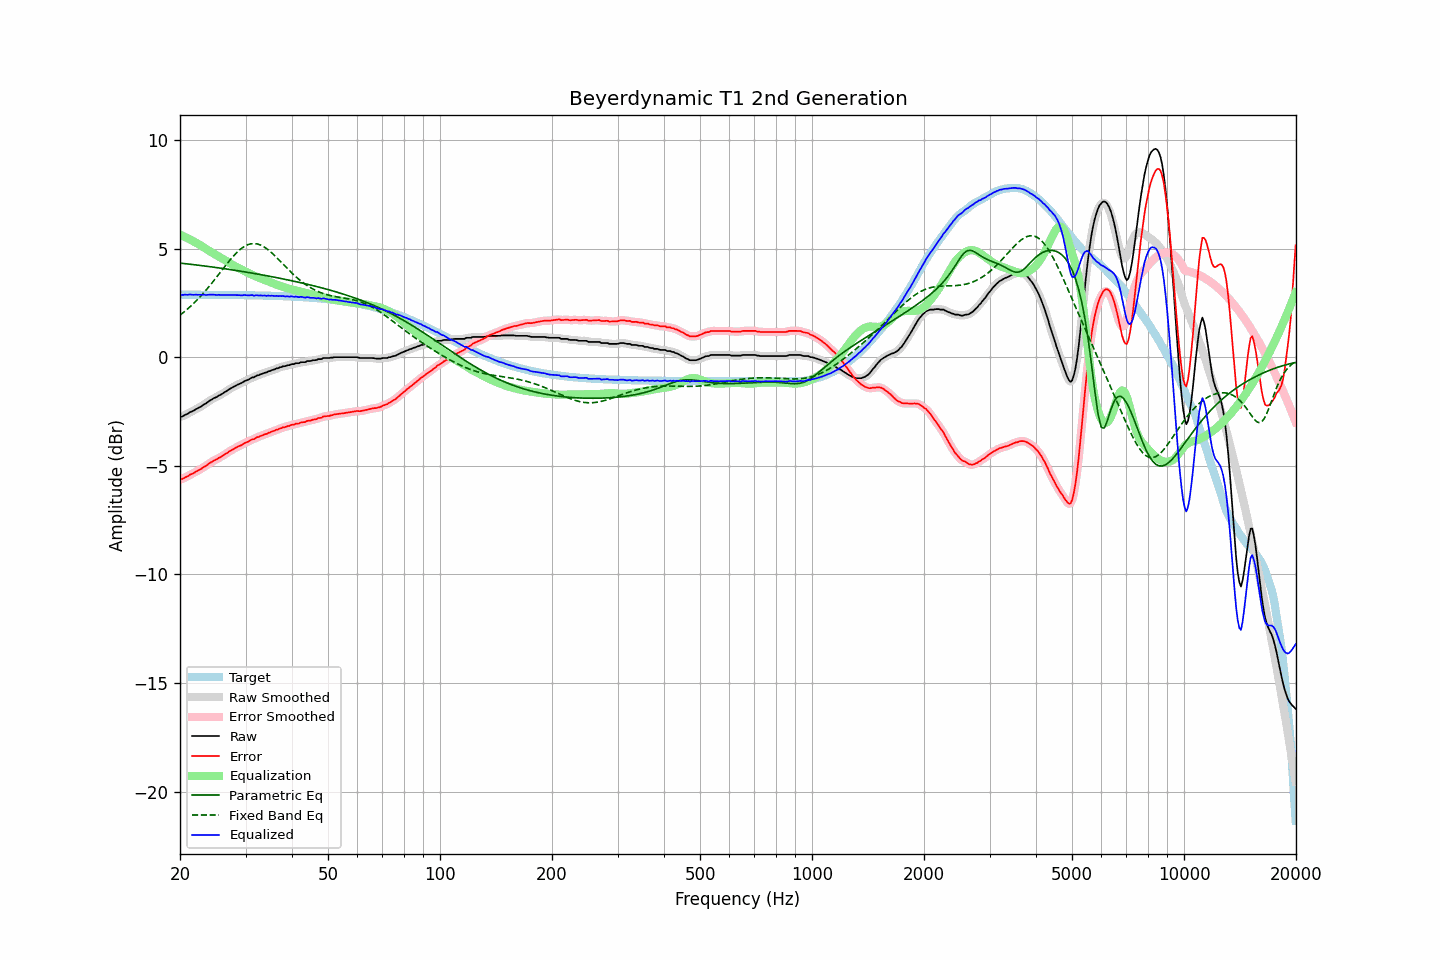 Beyerdynamic T1 2nd Generation
10
5
0
−5
−10
−15
−20
Amplitude (dBr)
Target
Raw Smoothed
Error Smoothed
Raw
Error
Equalization
Parametric Eq
Fixed Band Eq
Equalized
20 50 100 200 500 1000 2000 5000 10000 20000
Frequency (Hz)